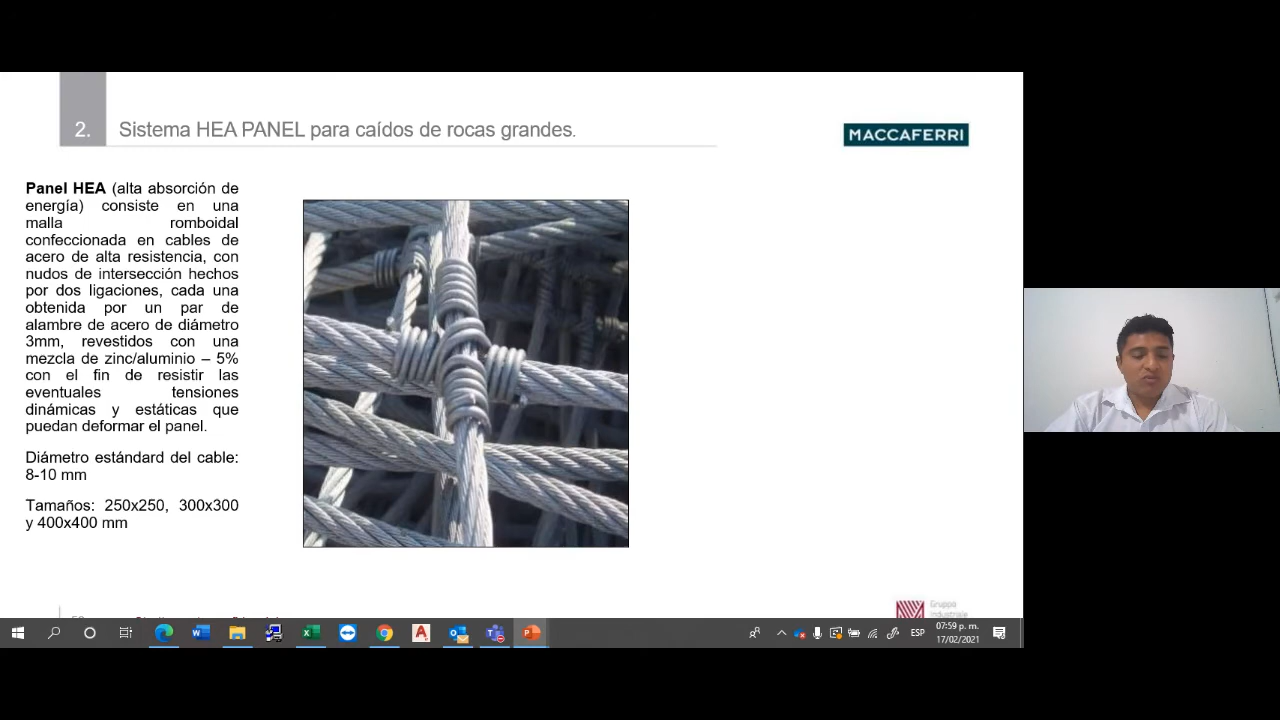 2. Sistema HEA PANEL para caídos de rocas grandes.
MACCAFERRI
Panel HEA (alta absorción de
energía) consiste en una
malla romboidal
confeccionada en cables de
acero de alta resistencia, con
nudos de intersección hechos
por dos ligaciones, cada una
obtenida por un par de
alambre de acero de diámetro
3mm, revestidos con una
mezcla de zinc/aluminio – 5%
con el fin de resistir las
eventuales tensiones
dinámicas y estáticas que
puedan deformar el panel.
Diámetro estándard del cable:
8-10 mm
Tamaños: 250x250, 300x300
y 400x400 mm
Gruppo
Industriale
ESP
07:59 p. m.
17/02/2021